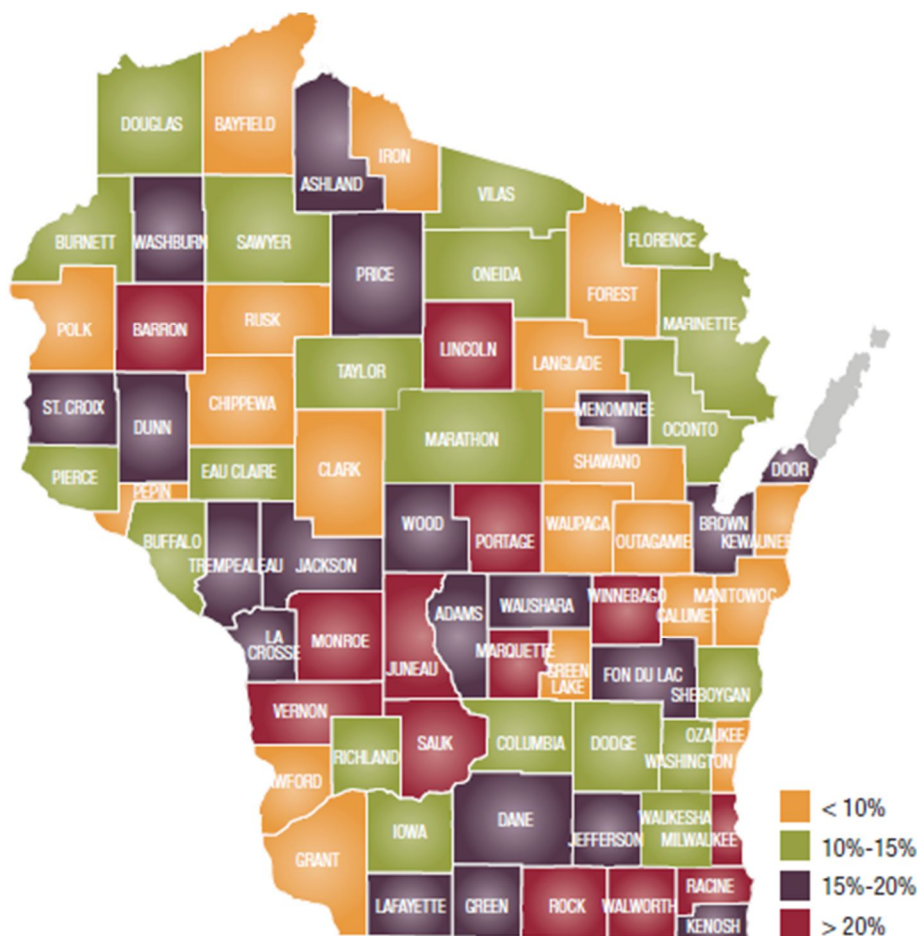 DOUGLAS
BAYFIELD
IRON
ASHLAND
VILAS
BURNETT
WASHBURN
SAWYER
FLORENCE
PRICE
ONEIDA
FOREST
MARINETTE
POLK
BARRON
RUSK
LINCOLN
LANGLADE
TAYLOR
ST. CROIX
DUNN
CHIPPEWA
MENOMINEE
OCONTO
MARATHON
SHAWANO
PIERCE
EAU CLAIRE
CLARK
DOOR
PEPIN
WOOD
PORTAGE
WAUPACA
OUTAGAMIE
BROWN
KEWAUNEE
BUFFALO
TREMPEALEAU
JACKSON
ADAMS
WAUSHARA
WINNEBAGO
CALUMET
MANITOWOC
LA
CROSSE
MONROE
JUNEAU
MARQUETTE
GREEN
LAKE
FON DU LAC
SHEBOYGAN
VERNON
RICHLAND
SAUK
COLUMBIA
DODGE
OZAUKEE
WASHINGTON
WFORD
GRANT
IOWA
DANE
JEFFERSON
WAUKESHA
MILWAUKEE
LAFAYETTE
GREEN
ROCK
WALWORTH
RACINE
KENOSH
< 10%
10%-15%
15%-20%
> 20%